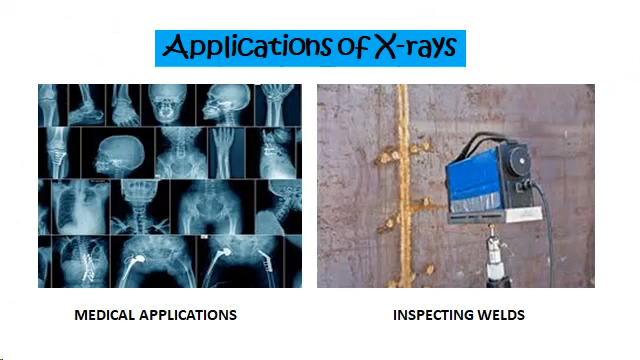 Applications of X-rays
MEDICAL APPLICATIONS
INSPECTING WELDS